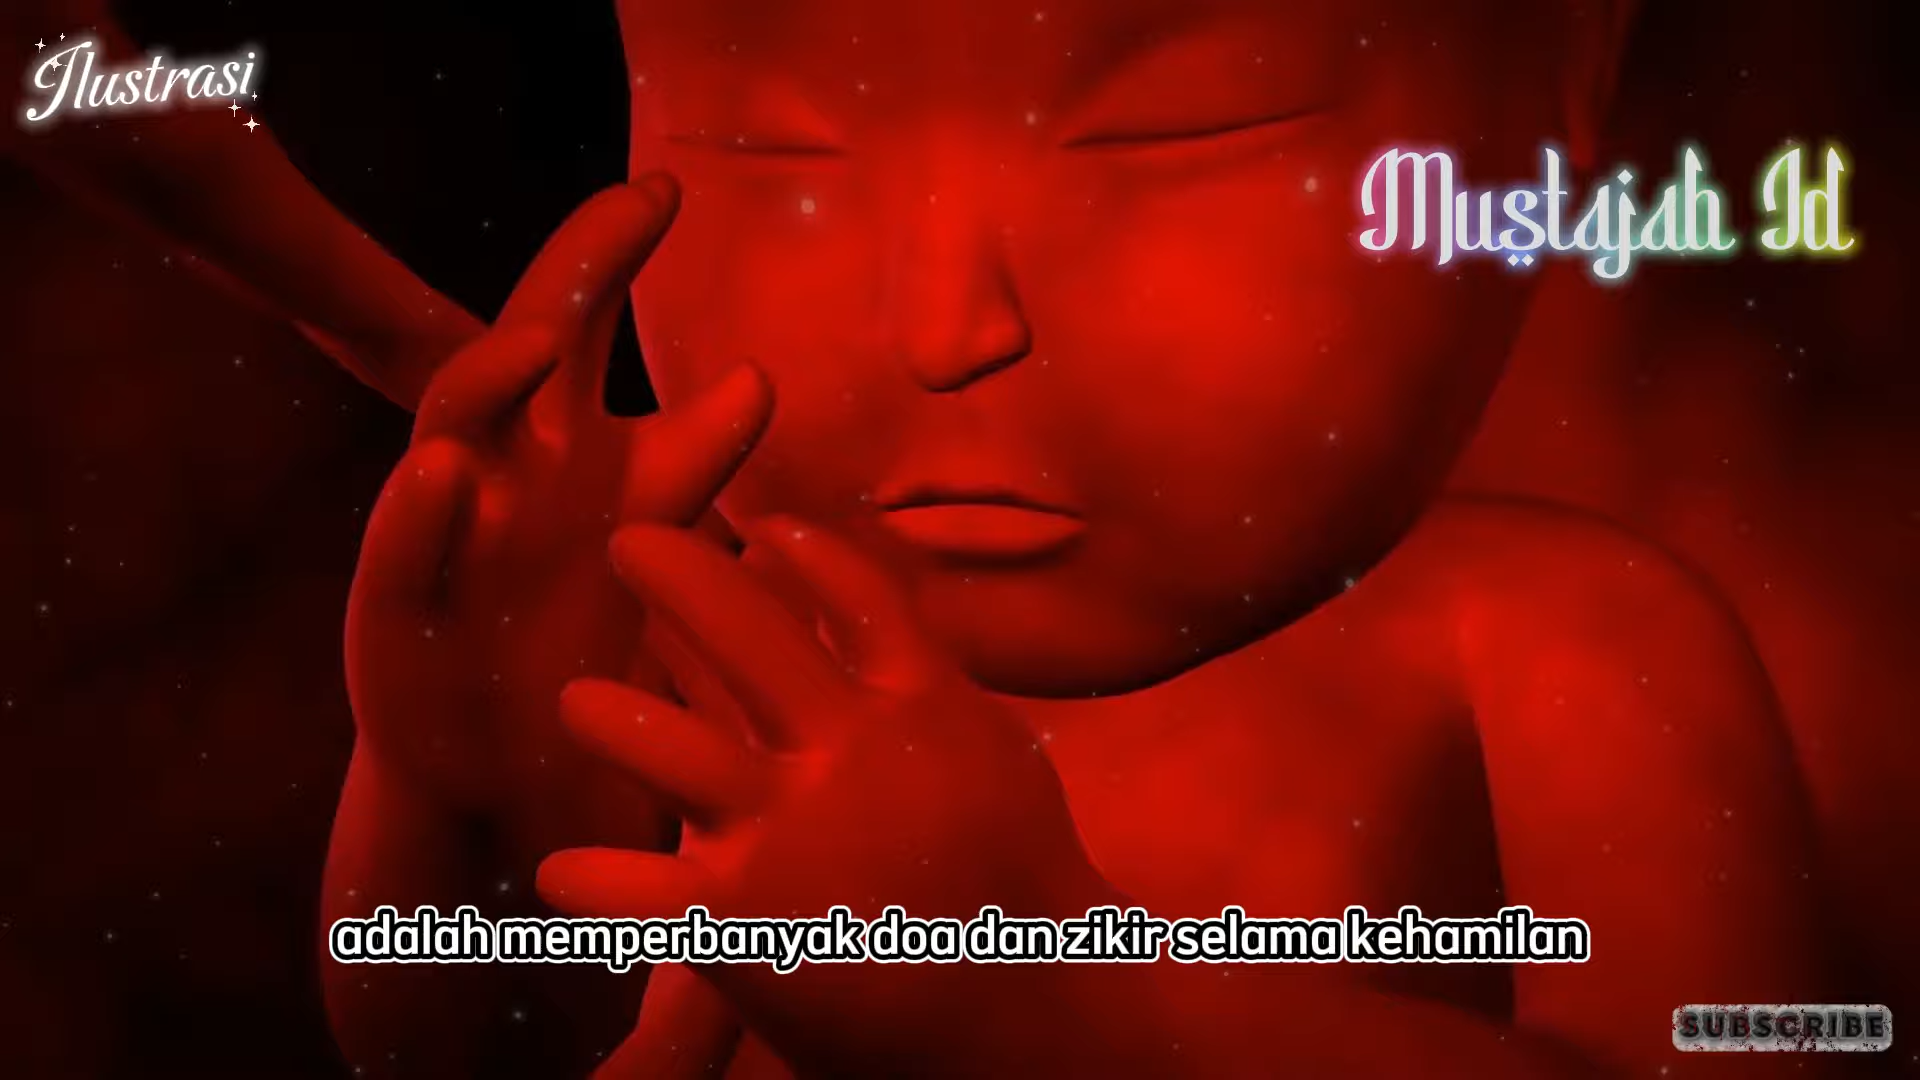 Ilustrasi
Mustajab Id
adalah memperbanyak doa dan zikir selama kehamilan
SUBSCRIBE